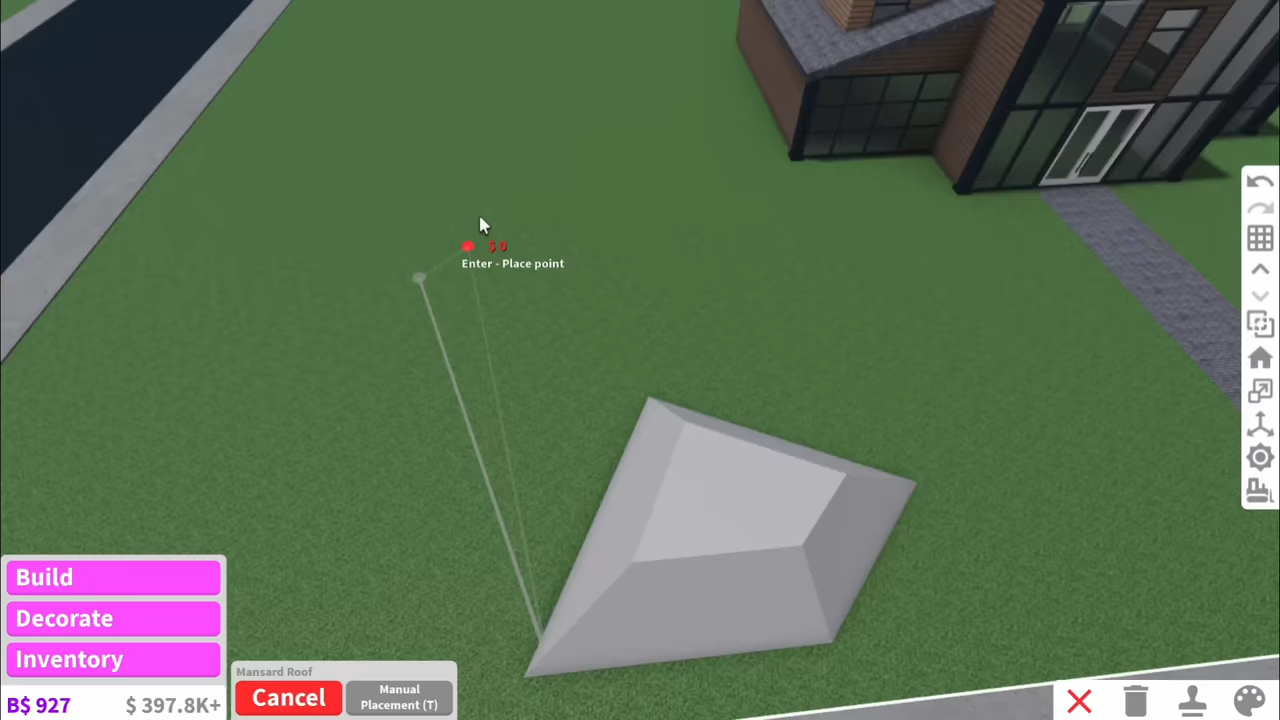 $ 0
Enter - Place point
Build
Decorate
Inventory
B$ 927
$ 397.8K+
Mansard Roof
Cancel
Manual
Placement (T)